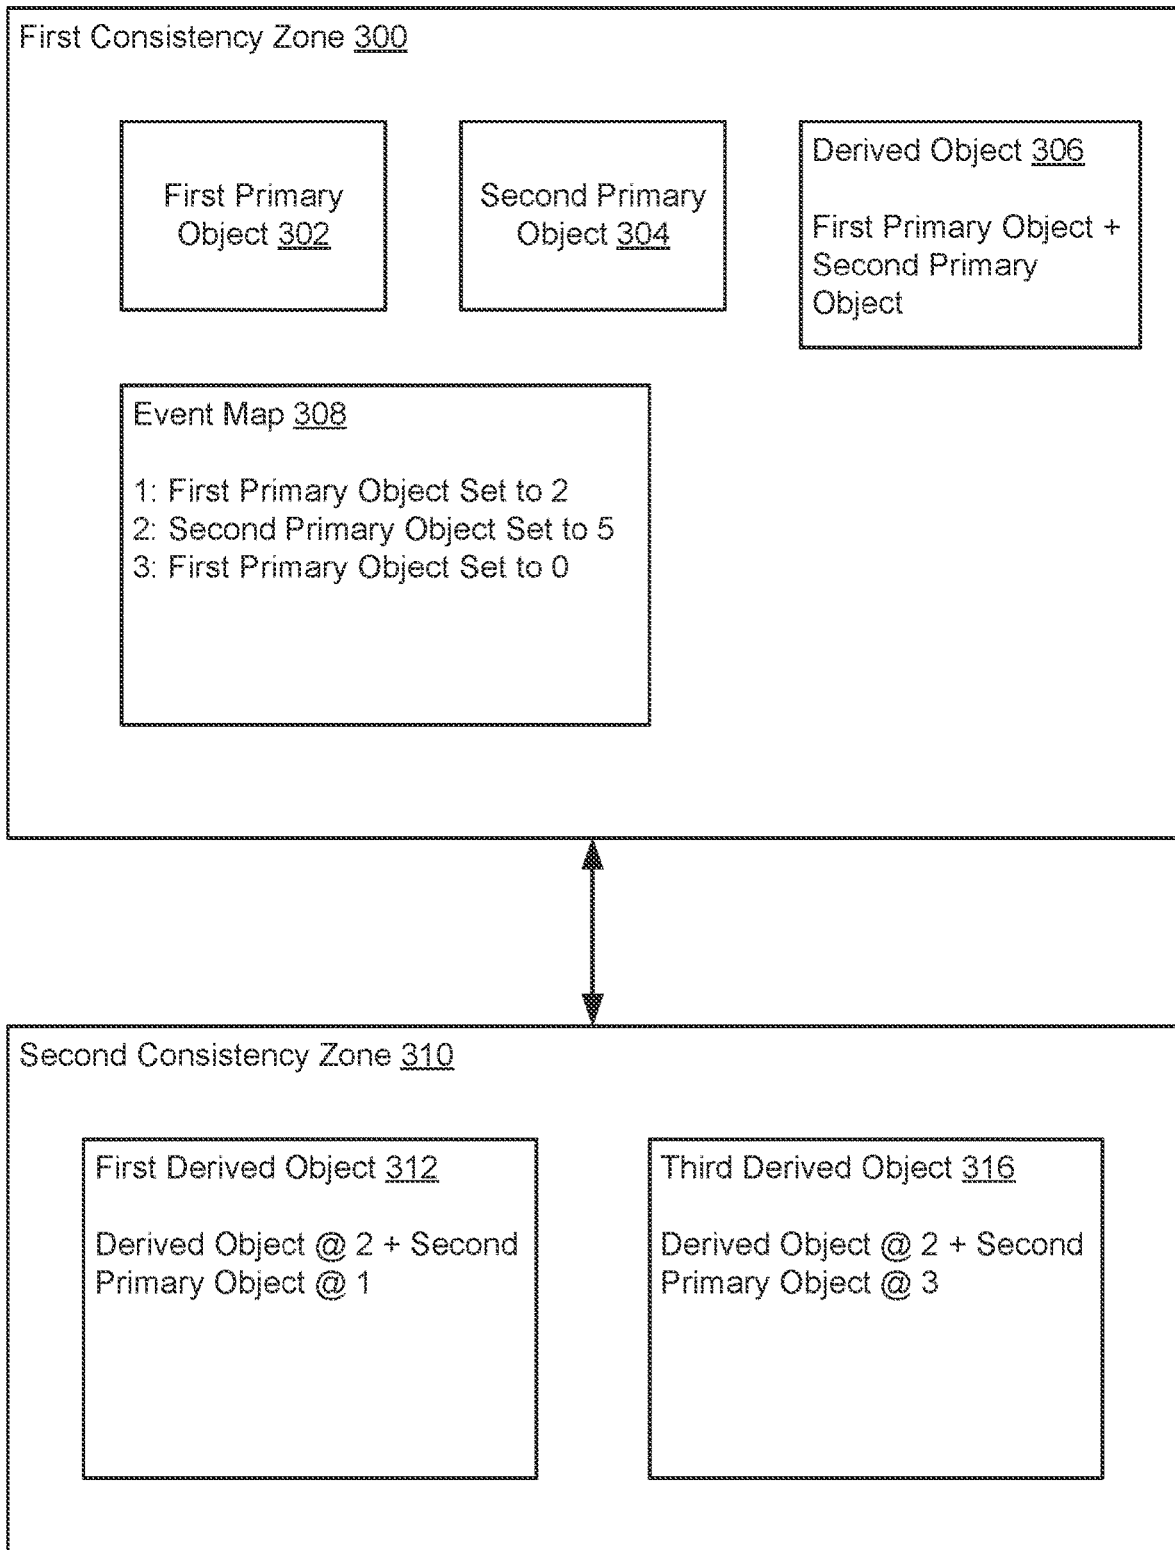 First Consistency Zone 300
First Primary
Object 302
Second Primary
Object 304
Derived Object 306
First Primary Object +
Second Primary
Object
Event Map 308
1: First Primary Object Set to 2
2: Second Primary Object Set to 5
3: First Primary Object Set to 0
Second Consistency Zone 310
First Derived Object 312
Derived Object @ 2 + Second
Primary Object @ 1
Third Derived Object 316
Derived Object @ 2 + Second
Primary Object @ 3